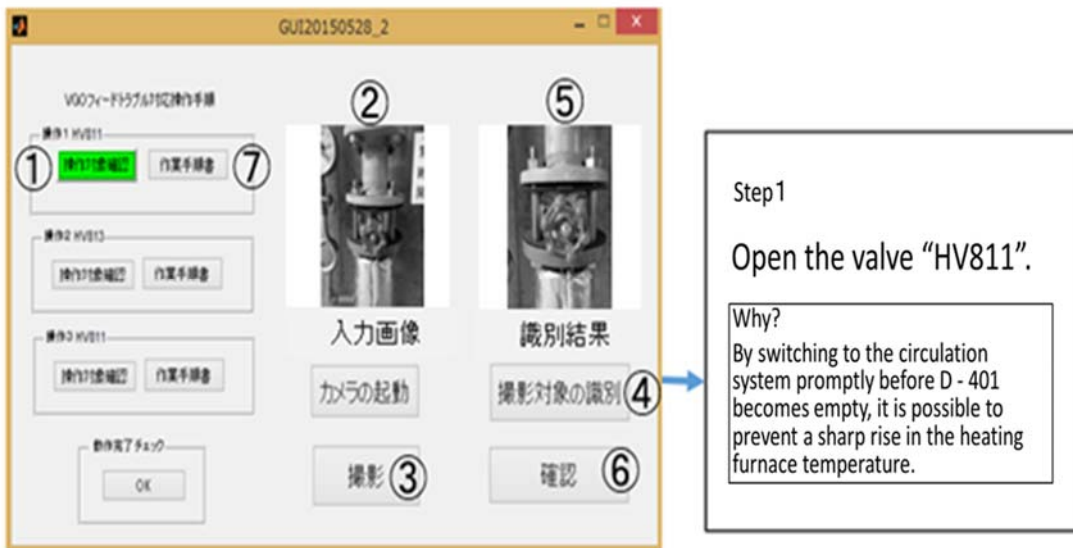 GUI20150528_2
VGOフィードトラブル対応操作手順
操作1 HV811
① 操作対象確認 作業手順書 ⑦
操作2 HV813
操作対象確認 作業手順書
操作3 HV811
操作対象確認 作業手順書
動作完了チェック
OK
②
入力画像
カメラの起動
撮影 ③
⑤
識別結果
撮影対象の識別 ④
確認 ⑥
Step1
Open the valve “HV811”.
Why?
By switching to the circulation
system promptly before D - 401
becomes empty, it is possible to
prevent a sharp rise in the heating
furnace temperature.